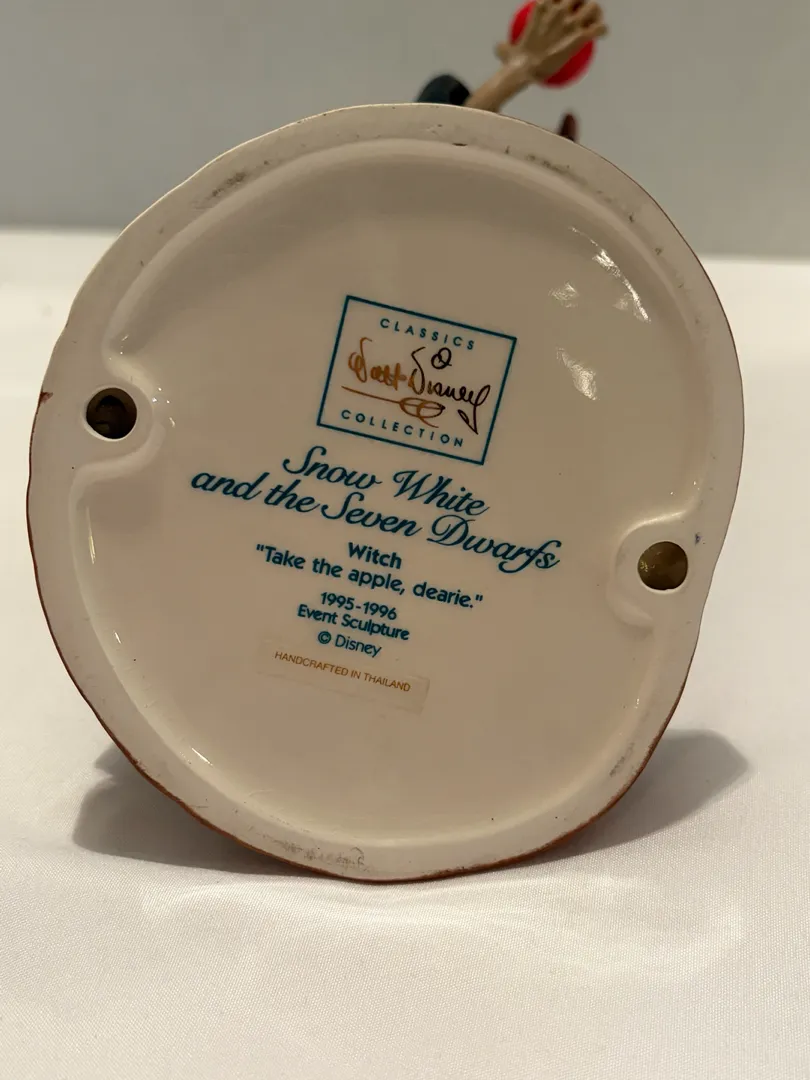 CLASSICS
Walt Disney
COLLECTION
Snow White
and the Seven Dwarfs
Witch
"Take the apple, dearie."
1995-1996
Event Sculpture
© Disney
HANDCRAFTED IN THAILAND